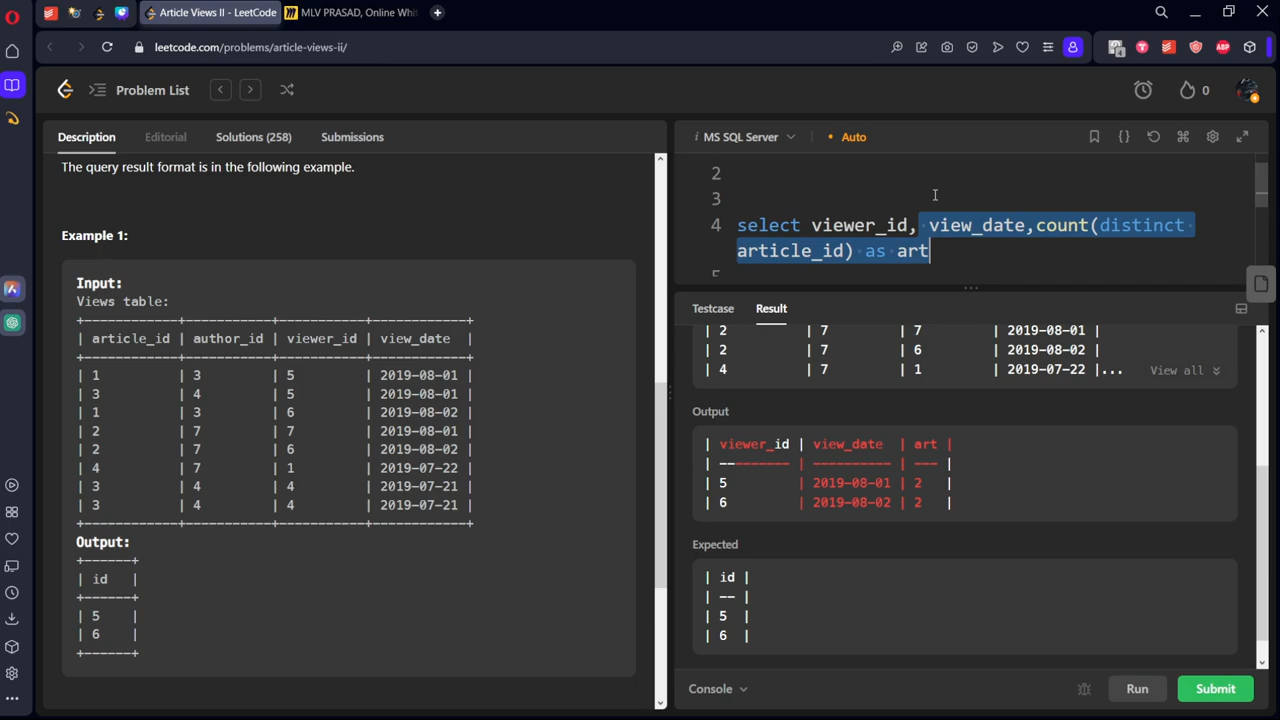 Article Views II - LeetCode
MLV PRASAD, Online Whit
leetcode.com/problems/article-views-ii/
4
ABP
Problem List
0
Description
Editorial
Solutions (258)
Submissions
The query result format is in the following example.
Example 1:
Input:
Views table:
+------------+-----------+-----------+------------+
| article_id | author_id | viewer_id | view_date  |
+------------+-----------+-----------+------------+
| 1          | 3         | 5         | 2019-08-01 |
| 3          | 4         | 5         | 2019-08-01 |
| 1          | 3         | 6         | 2019-08-02 |
| 2          | 7         | 7         | 2019-08-01 |
| 2          | 7         | 6         | 2019-08-02 |
| 4          | 7         | 1         | 2019-07-22 |
| 3          | 4         | 4         | 2019-07-21 |
| 3          | 4         | 4         | 2019-07-21 |
+------------+-----------+-----------+------------+
Output:
+------+
| id   |
+------+
| 5    |
| 6    |
+------+
i MS SQL Server
• Auto
2
3
4 select viewer_id, view_date,count(distinct
article_id) as art
5
Testcase
Result
| 2 | 7 | 7 | 2019-08-01 |
| 2 | 7 | 6 | 2019-08-02 |
| 4 | 7 | 1 | 2019-07-22 |...
View all
Output
| viewer_id | view_date  | art |
| --------- | ---------- | --- |
| 5         | 2019-08-01 | 2   |
| 6         | 2019-08-02 | 2   |
Expected
| id |
| -- |
| 5  |
| 6  |
Console
Run
Submit